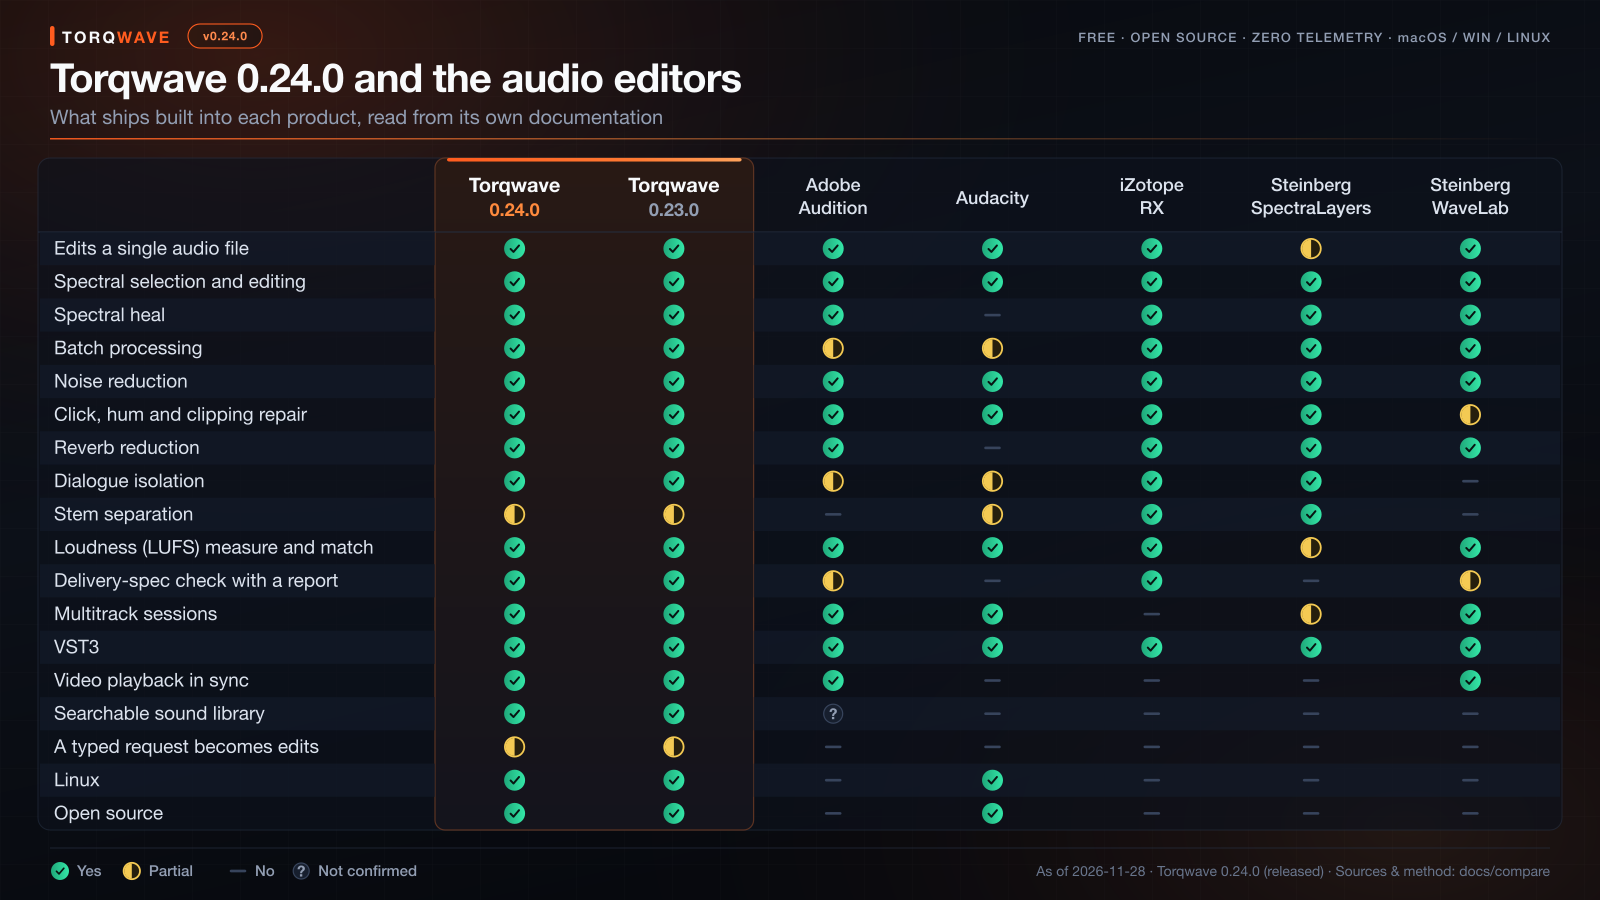 TORQWAVE v0.24.0
FREE · OPEN SOURCE · ZERO TELEMETRY · macOS / WIN / LINUX
Torqwave 0.24.0 and the audio editors
What ships built into each product, read from its own documentation
Torqwave 0.24.0
Torqwave 0.23.0
Adobe Audition
Audacity
iZotope RX
Steinberg SpectraLayers
Steinberg WaveLab
Edits a single audio file
Spectral selection and editing
Spectral heal
Batch processing
Noise reduction
Click, hum and clipping repair
Reverb reduction
Dialogue isolation
Stem separation
Loudness (LUFS) measure and match
Delivery-spec check with a report
Multitrack sessions
VST3
Video playback in sync
Searchable sound library ?
A typed request becomes edits
Linux
Open source
Yes Partial No ? Not confirmed
As of 2026-11-28 · Torqwave 0.24.0 (released) · Sources & method: docs/compare